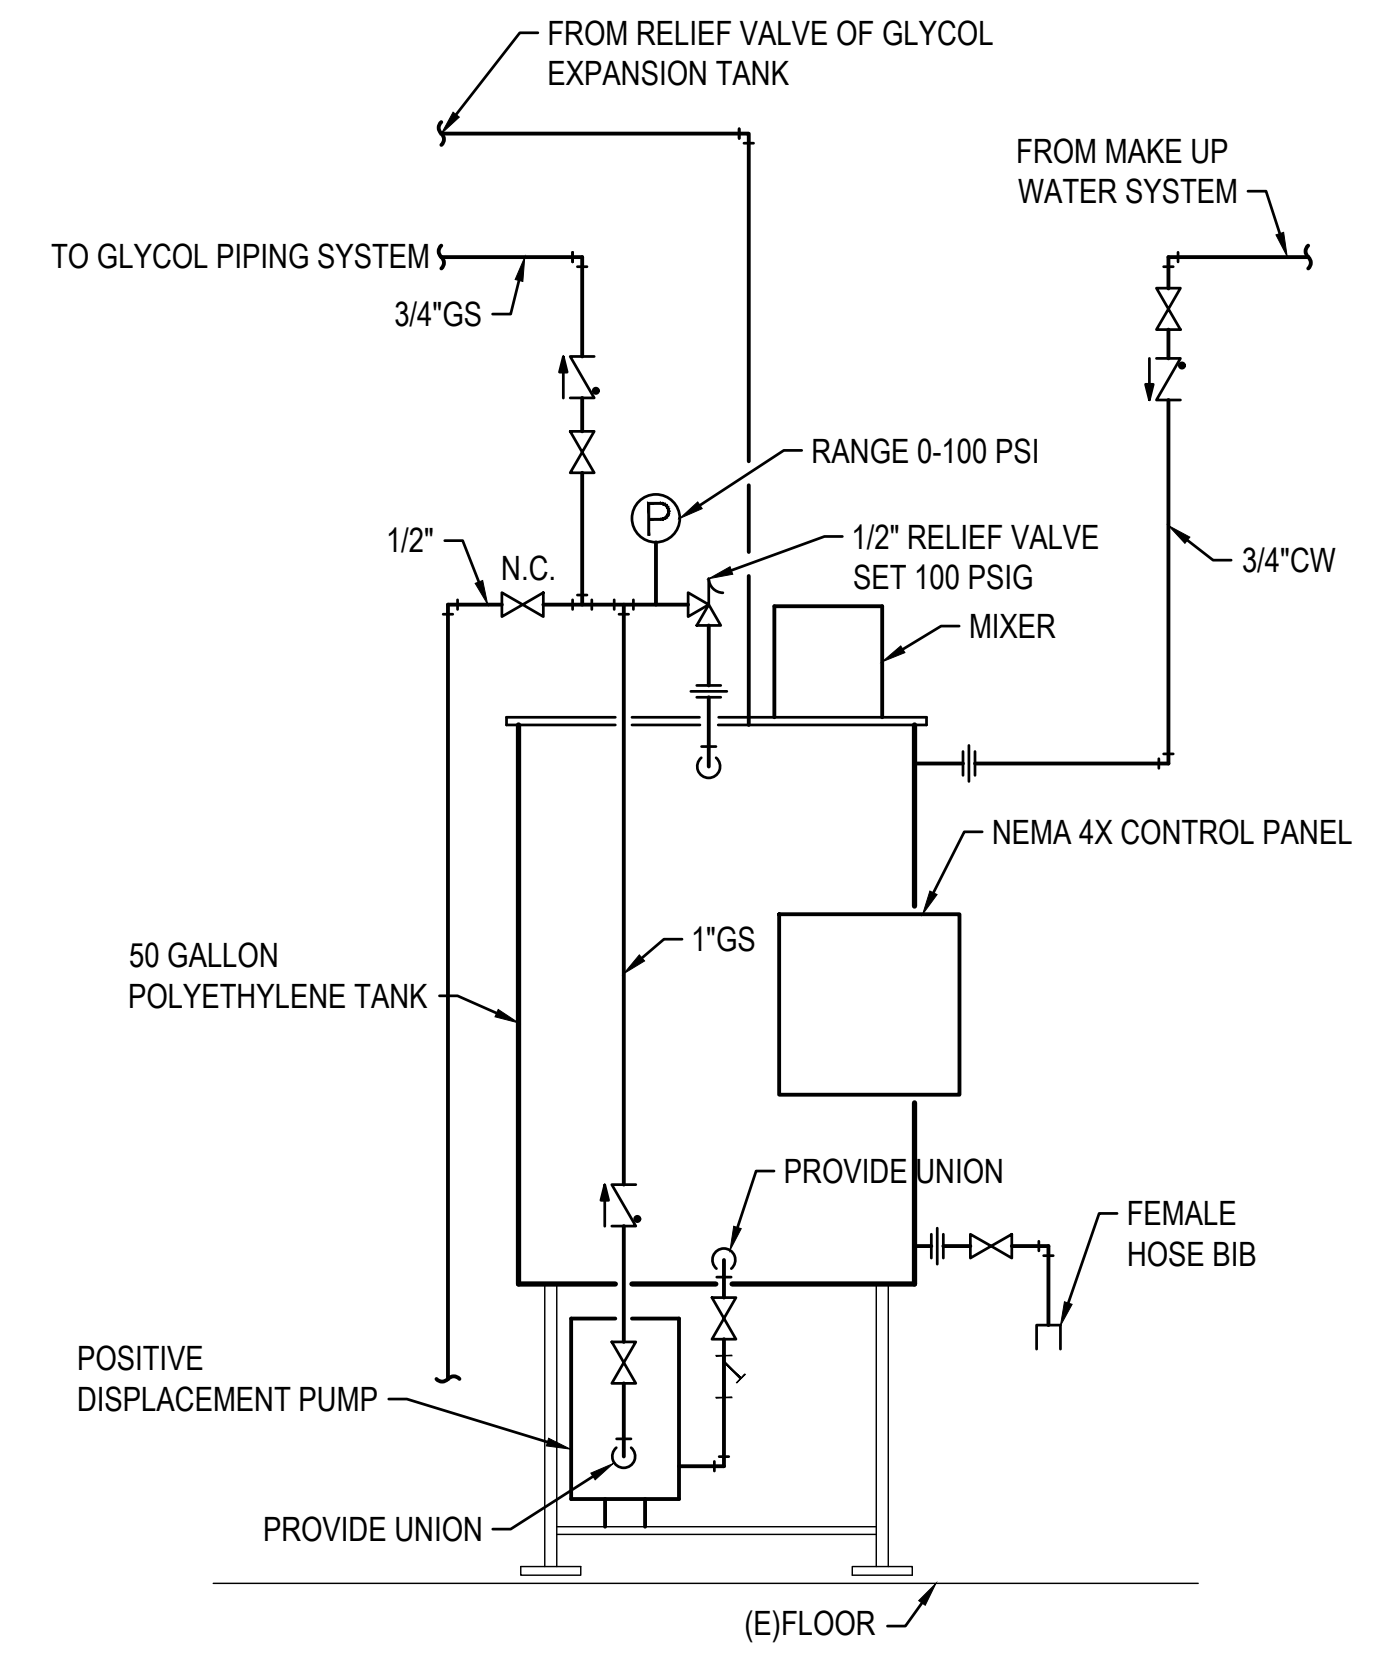 FROM RELIEF VALVE OF GLYCOL
EXPANSION TANK
FROM MAKE UP
WATER SYSTEM
TO GLYCOL PIPING SYSTEM
3/4"GS
RANGE 0-100 PSI
P
1/2"
N.C.
1/2" RELIEF VALVE
SET 100 PSIG
3/4"CW
MIXER
NEMA 4X CONTROL PANEL
1"GS
50 GALLON
POLYETHYLENE TANK
PROVIDE UNION
FEMALE
HOSE BIB
POSITIVE
DISPLACEMENT PUMP
PROVIDE UNION
(E)FLOOR